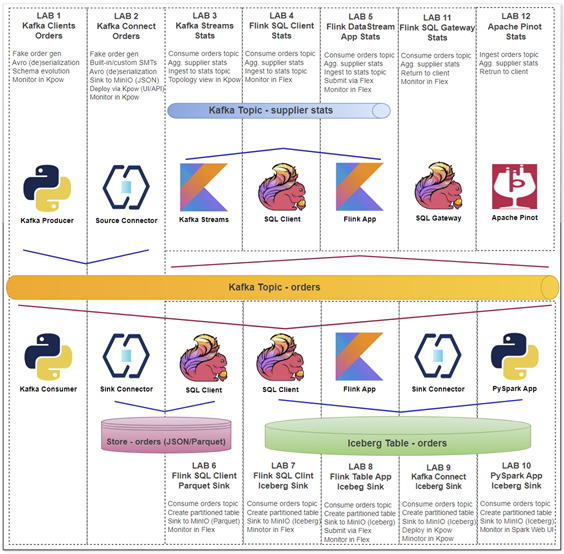 LAB 1
Kafka Clients
Orders
Fake order gen
Avro (de)serialization
Schema evolution
Monitor in Kpow
LAB 2
Kafka Connect
Orders
Fake order gen
Built-in/custom SMTs
Avro (de)serialization
Sink to MinIO (JSON)
Deploy via Kpow (UI/API)
Monitor in Kpow
LAB 3
Kafka Streams
Stats
Consume orders topic
Agg. supplier stats
Ingest to stats topic
Topology view in Kpow
LAB 4
Flink SQL Client
Stats
Consume orders topic
Agg. supplier stats
Ingest to stats topic
Monitor in Flex
LAB 5
Flink DataStream
App Stats
Consume orders topic
Agg. supplier stats
Ingest to stats topic
Submit via Flex
Monitor in Flex
LAB 11
Flink SQL Gateway
Stats
Consume orders topic
Agg. supplier stats
Return to client
Monitor in Flex
LAB 12
Apache Pinot
Stats
Ingest orders topic
Agg. supplier stats
Retrun to client
Kafka Topic - supplier stats
Kafka Producer
Source Connector
Kafka Streams
SQL Client
Flink App
SQL Gateway
Apache Pinot
Kafka Topic - orders
Kafka Consumer
Sink Connector
SQL Client
SQL Client
Flink App
Sink Connector
PySpark App
Store - orders (JSON/Parquet)
Iceberg Table - orders
LAB 6
Flink SQL Client
Parquet Sink
Consume orders topic
Create partitioned table
Sink to MinIO (Parquet)
Monitor in Flex
LAB 7
Flink SQL Clint
Iceberg Sink
Consume orders topic
Create partitioned table
Sink to MinIO (Iceberg)
Monitor in Flex
LAB 8
Flink Table App
Iceberg Sink
Consume orders topic
Create partitioned table
Sink to MinIO (Iceberg)
Submit via Flex
Monitor in Flex
LAB 9
Kafka Connect
Iceberg Sink
Consume orders topic
Create partitioned table
Sink to MinIO (Iceberg)
Deploy in Kpow
Minotor in Kpow
LAB 10
PySpark App
Iceberg Sink
Consume orders topic
Create partitioned table
Sink to MinIO (Iceberg)
Monitor in Spark Web UI